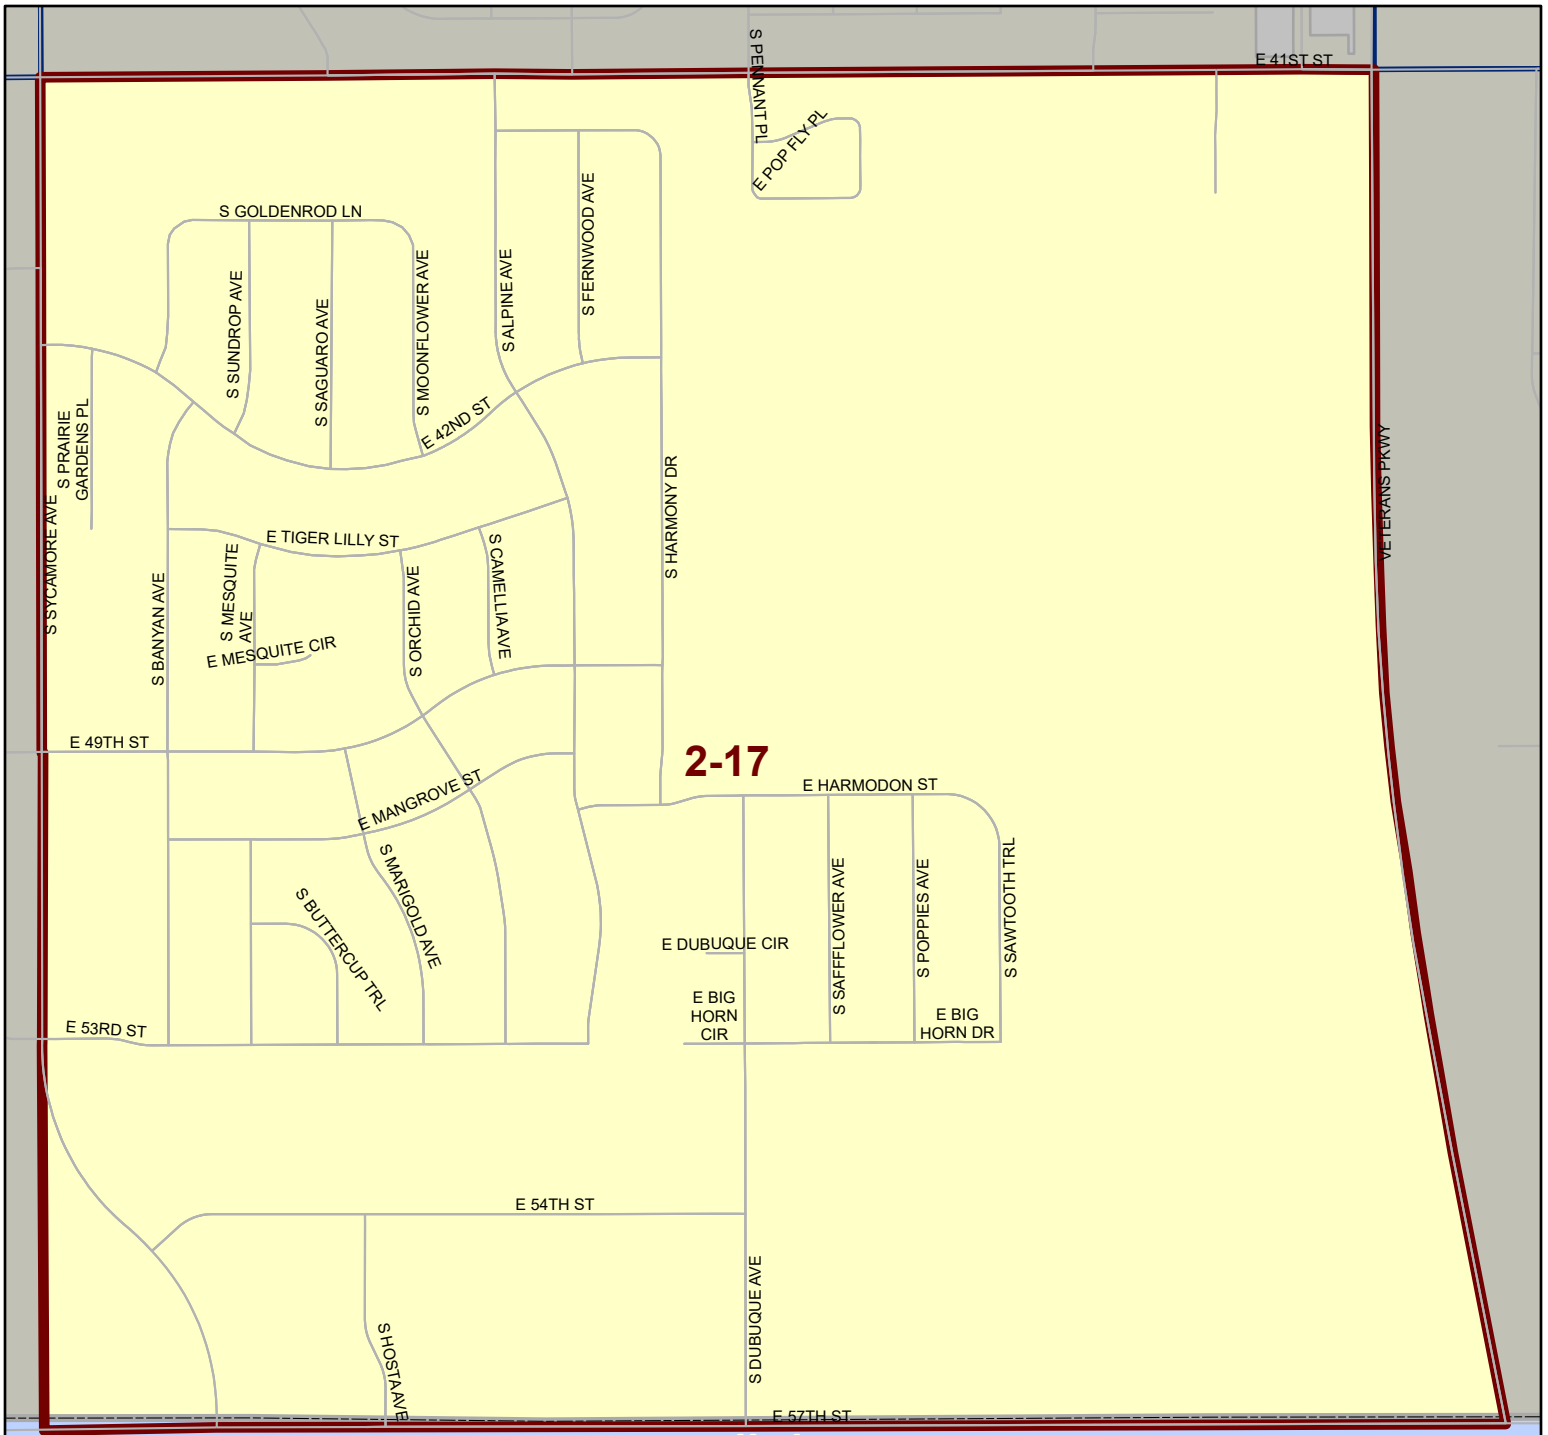 S PENNANT PL
E 41ST ST
E POP FLY PL
S GOLDENROD LN
S SUNDROP AVE
S SAGUARO AVE
S MOONFLOWER AVE
S ALPINE AVE
S FERNWOOD AVE
E 42ND ST
S PRAIRIE
GARDENS PL
S SYCAMORE AVE
S HARMONY DR
VETERANS PKWY
E TIGER LILLY ST
S BANYAN AVE
S MESQUITE
AVE
E MESQUITE CIR
S ORCHID AVE
S CAMELLIA AVE
E 49TH ST
2-17
E MANGROVE ST
E HARMODON ST
S MARIGOLD AVE
S BUTTERCUP TRL
S SAFFFLOWER AVE
S POPPIES AVE
S SAWTOOTH TRL
E DUBUQUE CIR
E BIG
HORN
CIR
E BIG
HORN DR
E 53RD ST
E 54TH ST
S HOSTA AVE
S DUBUQUE AVE
E 57TH ST